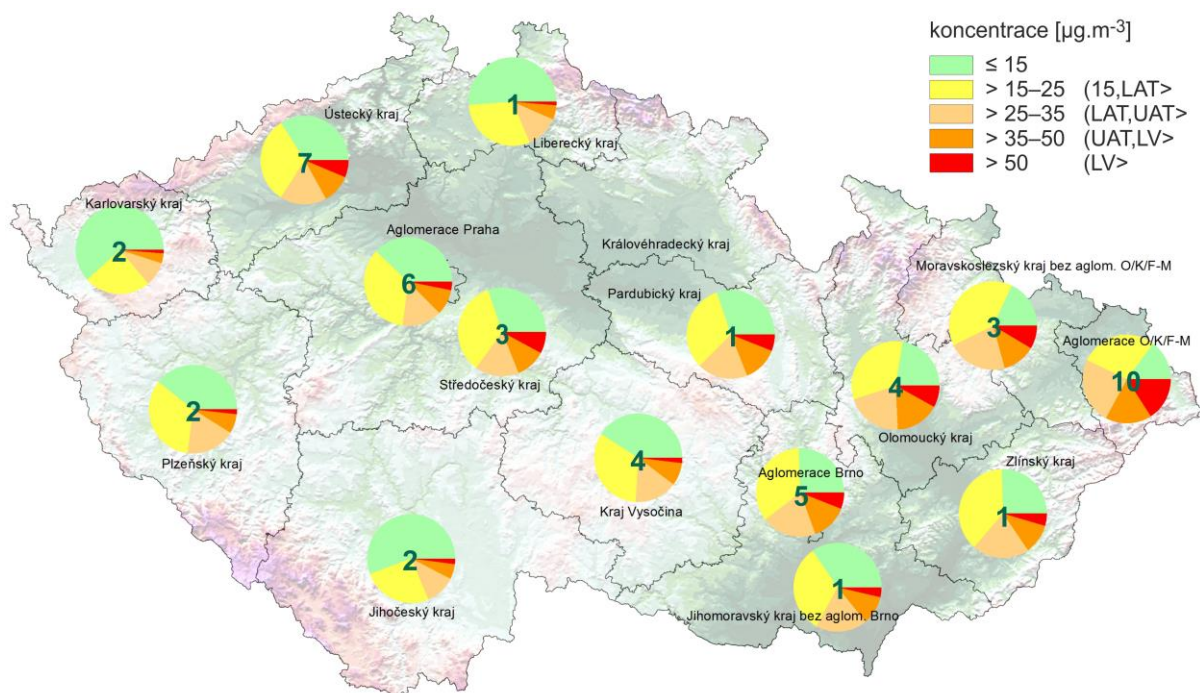 koncentrace [µg.m-3]
≤ 15
> 15–25 (15,LAT>
> 25–35 (LAT,UAT>
> 35–50 (UAT,LV>
> 50 (LV>
1
Liberecký kraj
Ústecký kraj
7
Karlovarský kraj
2
Aglomerace Praha
6
Královéhradecký kraj
Moravskoslezský kraj bez aglom. O/K/F-M
3
Pardubický kraj
1
3
Středočeský kraj
Aglomerace O/K/F-M
10
4
Olomoucký kraj
2
Plzeňský kraj
4
Kraj Vysočina
Aglomerace Brno
5
Zlínský kraj
1
2
Jihočeský kraj
1
Jihomoravský kraj bez aglom. Brno